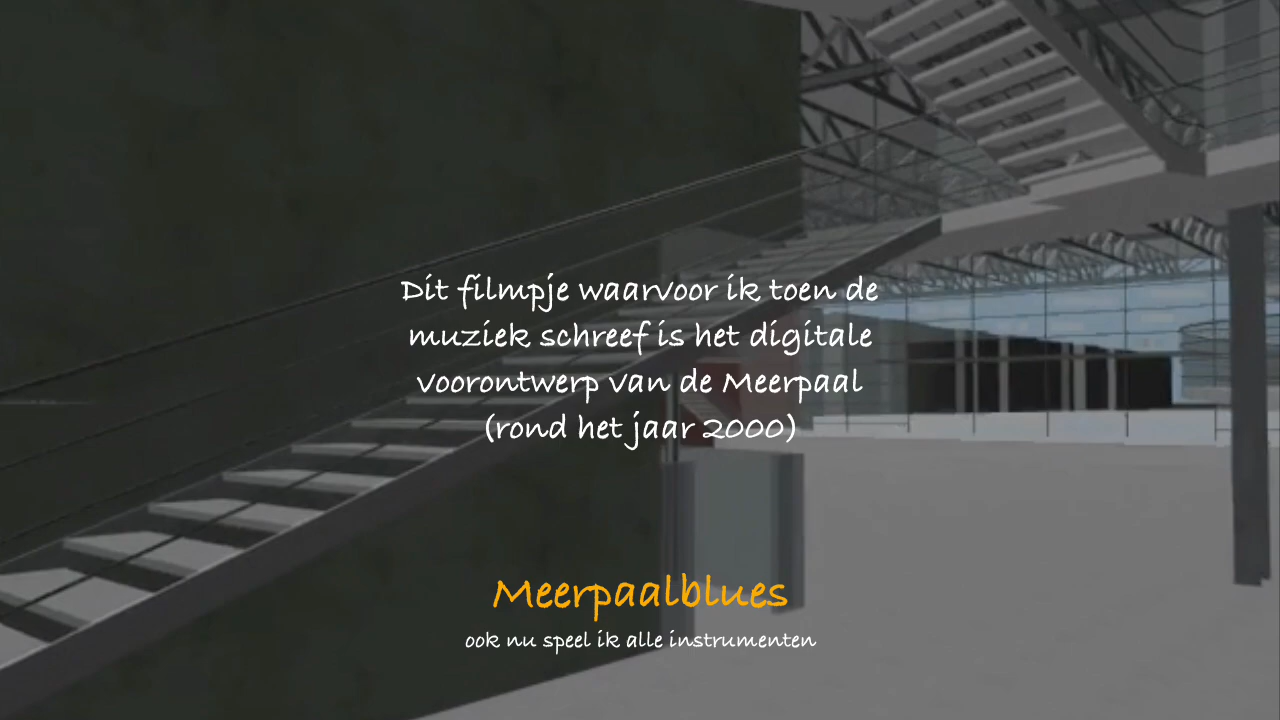 Dit filmpje waarvoor ik toen de
muziek schreef is het digitale
voorontwerp van de Meerpaal
(rond het jaar 2000)
Meerpaalblues
ook nu speel ik alle instrumenten